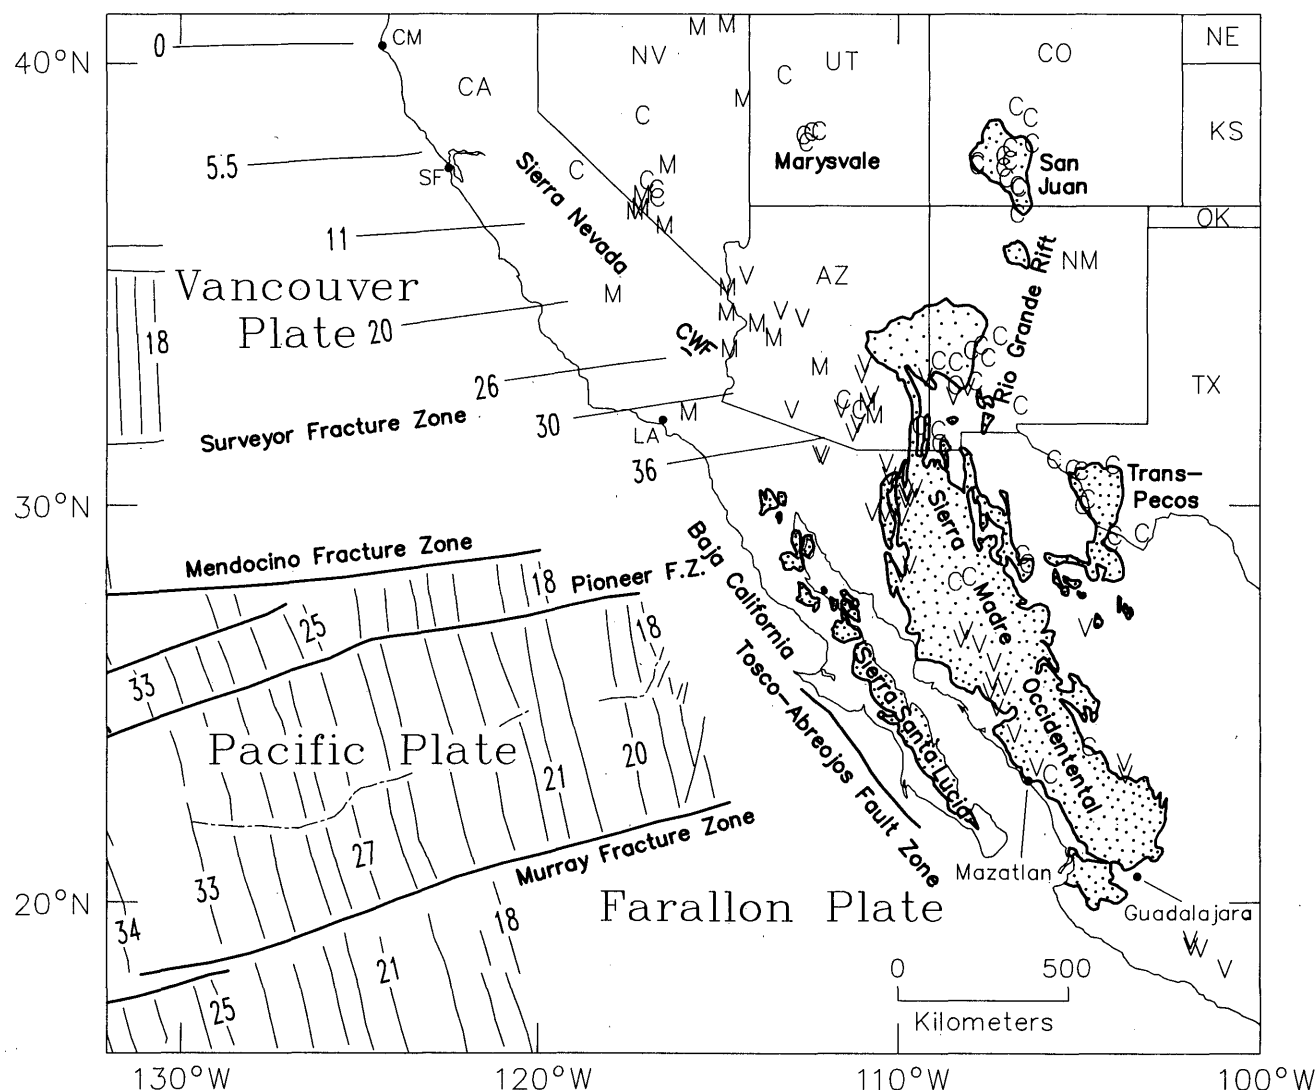 40°N
30°N
20°N
130°W
120°W
110°W
100°W
0
CM
5.5
SF
11
20
26
30
LA
36
CA
NV
UT
CO
NE
KS
OK
TX
NM
AZ
C
M
V
Marysvale
San
Juan
Sierra Nevada
Rio Grande Rift
CWF
Vancouver
Plate
18
Surveyor Fracture Zone
Trans-
Pecos
Mendocino Fracture Zone
Pioneer F.Z.
18
18
25
33
Pacific Plate
20
21
27
33
34
Murray Fracture Zone
18
21
25
Baja California
Tosco-Abreojos Fault Zone
Sierra Santa Lucia
Sierra
Madre
Occidental
Mazatlan
Guadalajara
Farallon Plate
0
500
Kilometers